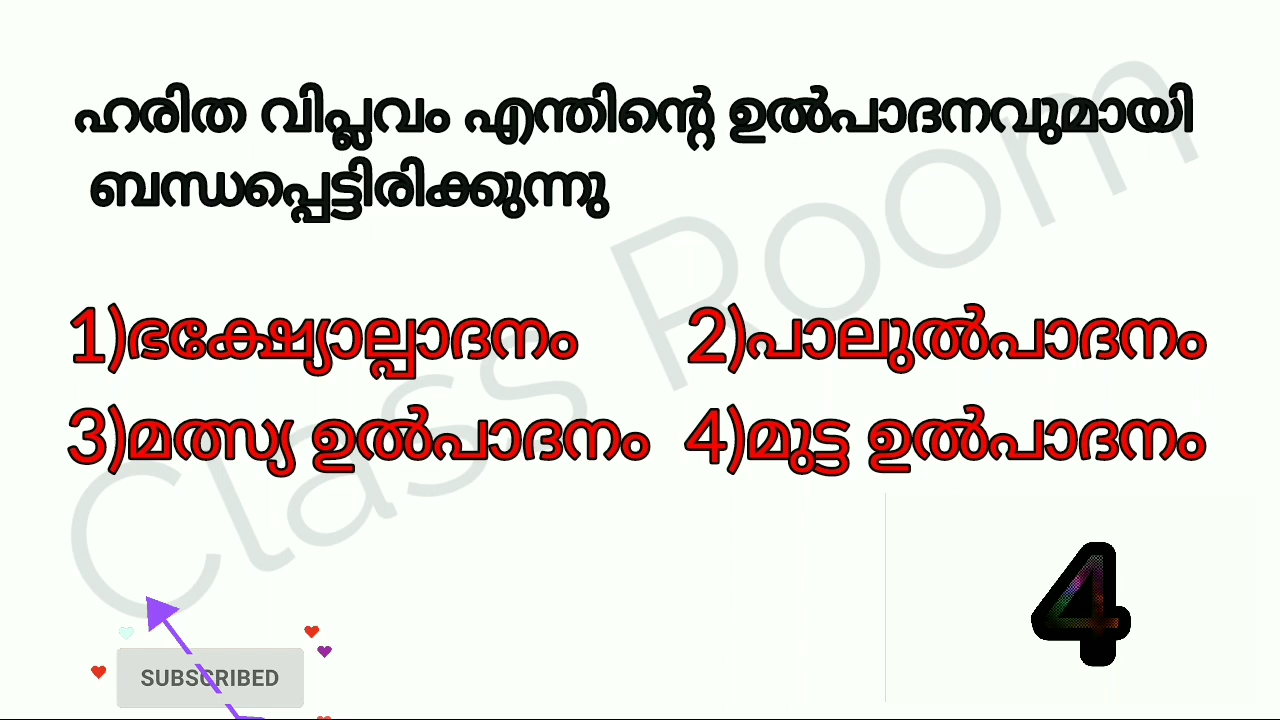 ഹരിത വിപ്ലവം എന്തിന്റെ ഉൽപാദനവുമായി
ബന്ധപ്പെട്ടിരിക്കുന്നു
1)ഭക്ഷ്യോല്പാദനം 2)പാലുൽപാദനം
3)മത്സ്യ ഉൽപാദനം 4)മുട്ട ഉൽപാദനം
Class Room
4
SUBSCRIBED